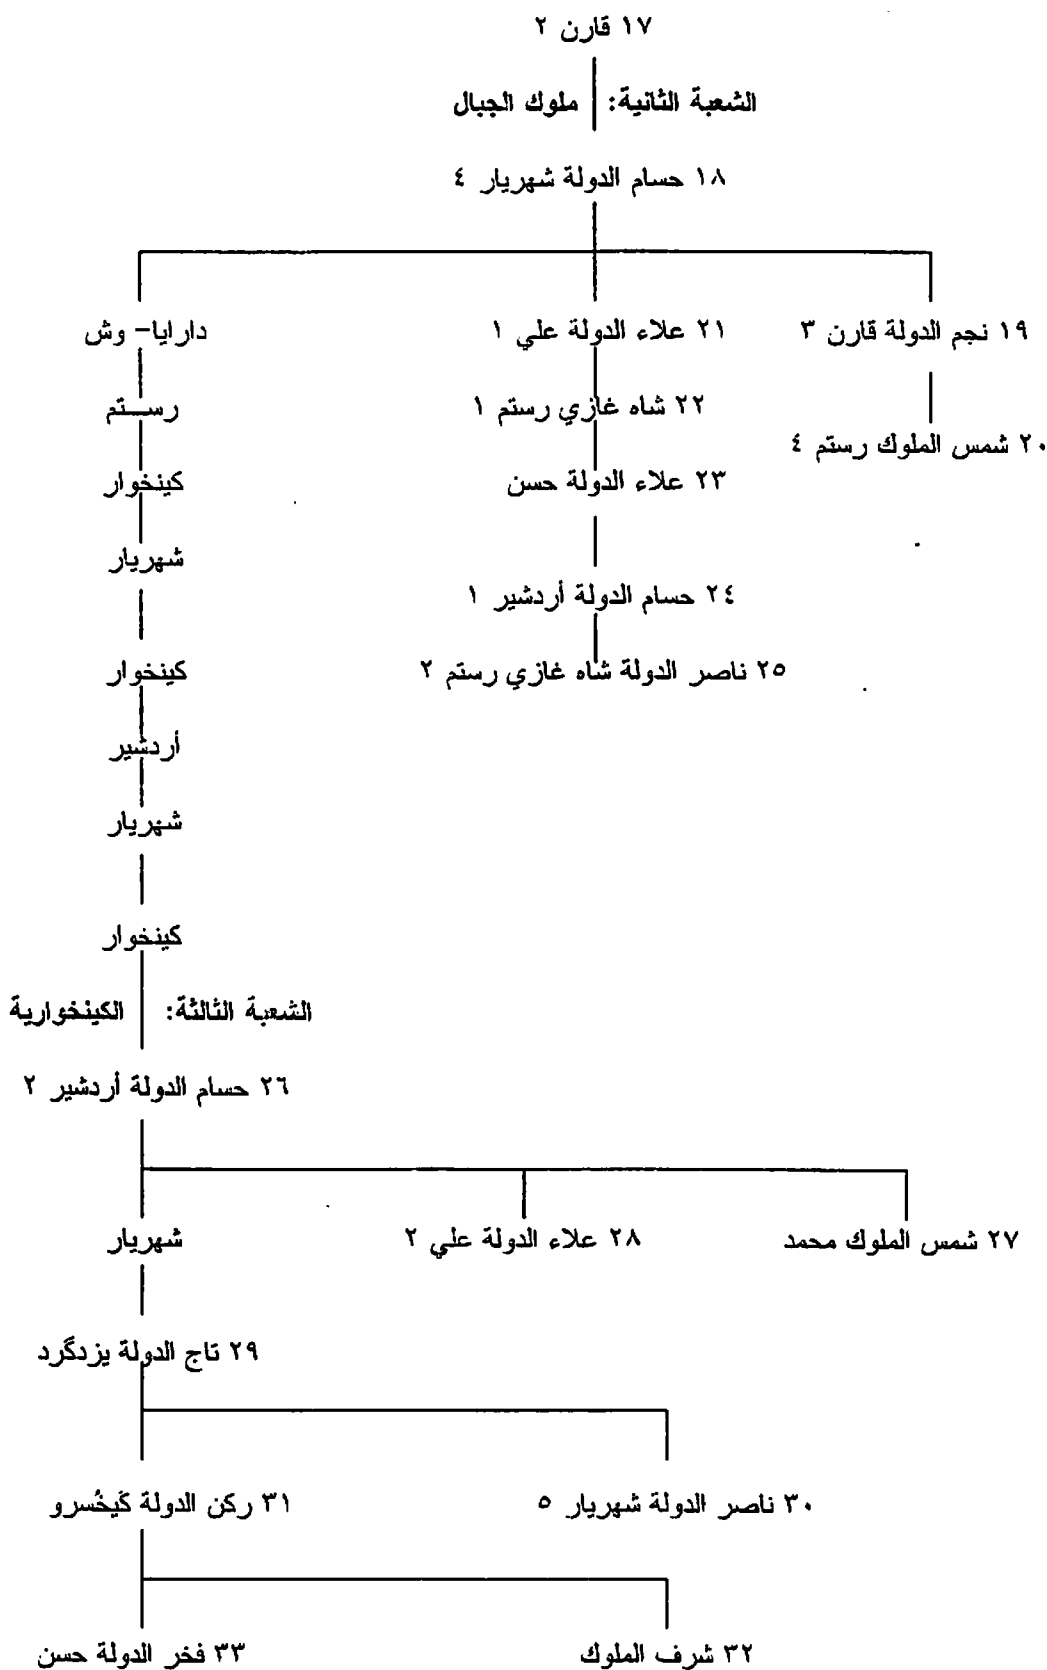 ١٧ قارن ٢
الشعبة الثانية: ملوك الجبال
١٨ حسام الدولة شهريار ٤
١٩ نجم الدولة قارن ٣ ٢١ علاء الدولة علي ١ دارايا- وش
٢٢ شاه غازي رستم ١ رستم
٢٠ شمس الملوك رستم ٤
٢٣ علاء الدولة حسن كينخوار
شهريار
٢٤ حسام الدولة أردشير ١
٢٥ ناصر الدولة شاه غازي رستم ٢ كينخوار
أردشير
شهريار
كينخوار
الشعبة الثالثة: الكينخوارية
٢٦ حسام الدولة أردشير ٢
٢٧ شمس الملوك محمد ٢٨ علاء الدولة علي ٢ شهريار
٢٩ تاج الدولة يزدگرد
٣٠ ناصر الدولة شهريار ٥ ٣١ ركن الدولة كَيخُسرو
٣٢ شرف الملوك ٣٣ فخر الدولة حسن